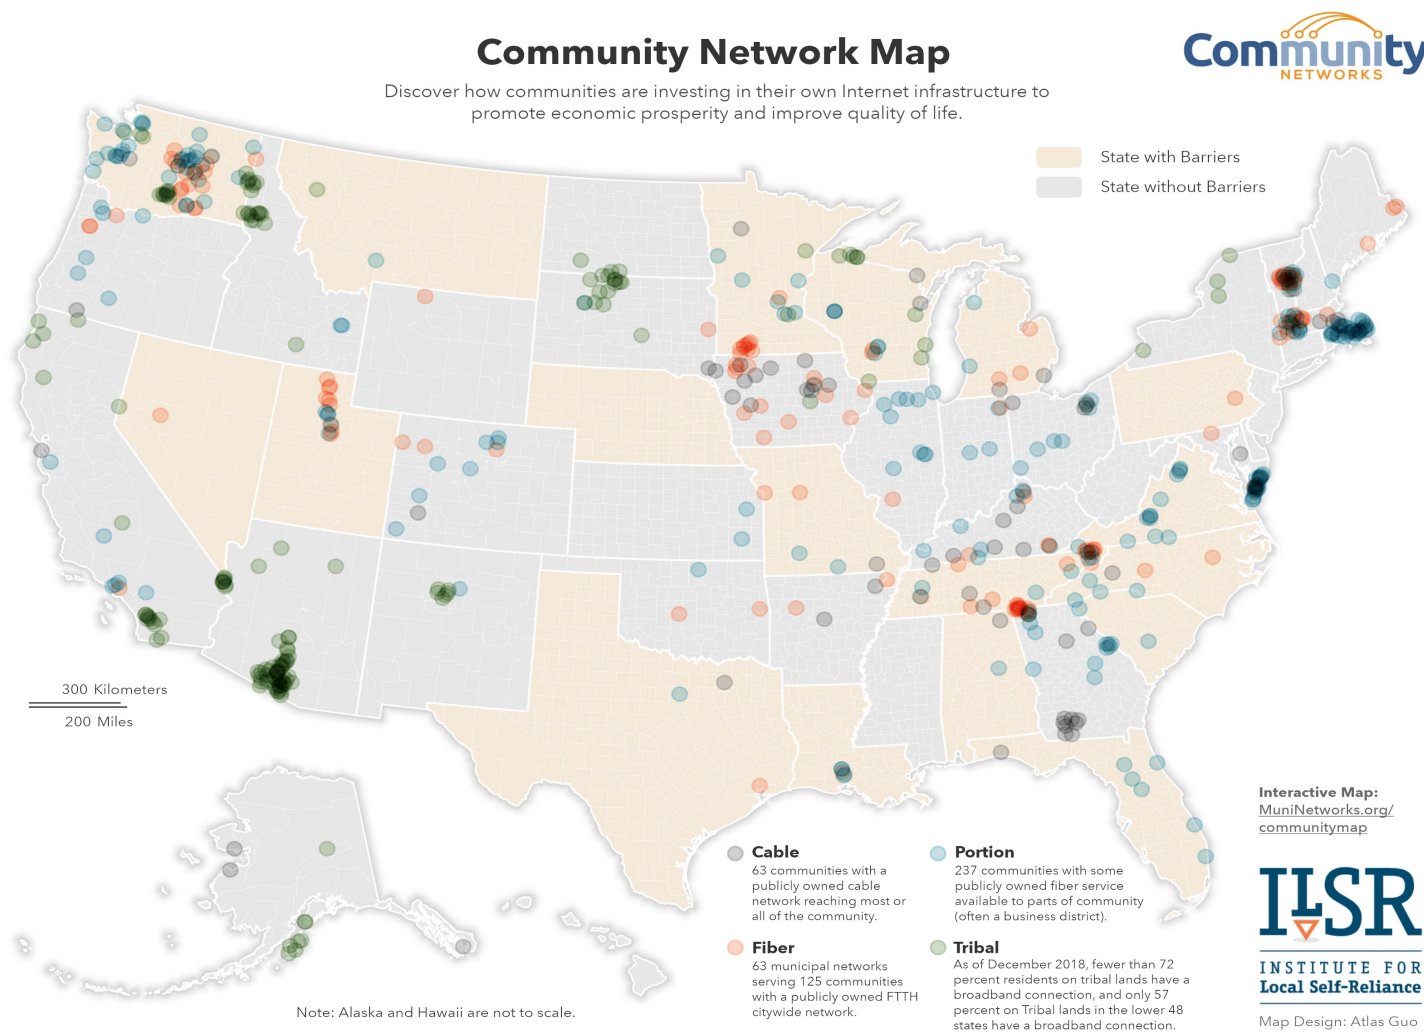 Community Network Map
Discover how communities are investing in their own Internet infrastructure to
promote economic prosperity and improve quality of life.
Community
NETWORKS
State with Barriers
State without Barriers
300 Kilometers
200 Miles
Cable
63 communities with a
publicly owned cable
network reaching most or
all of the community.
Portion
237 communities with some
publicly owned fiber service
available to parts of community
(often a business district).
Fiber
63 municipal networks
serving 125 communities
with a publicly owned FTTH
citywide network.
Tribal
As of December 2018, fewer than 72
percent residents on tribal lands have a
broadband connection, and only 57
percent on Tribal lands in the lower 48
states have a broadband connection.
Note: Alaska and Hawaii are not to scale.
Interactive Map:
MuniNetworks.org/
communitymap
ILSR
INSTITUTE FOR
Local Self-Reliance
Map Design: Atlas Guo